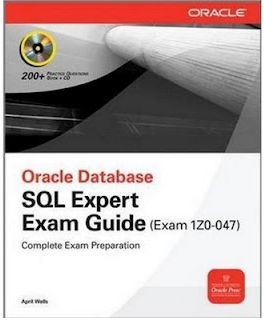 ORACLE
200+ PRACTICE QUESTIONS
BOOK + CD
Oracle Database
SQL Expert
Exam Guide (Exam 1Z0-047)
Complete Exam Preparation
April Wells
Oracle Press